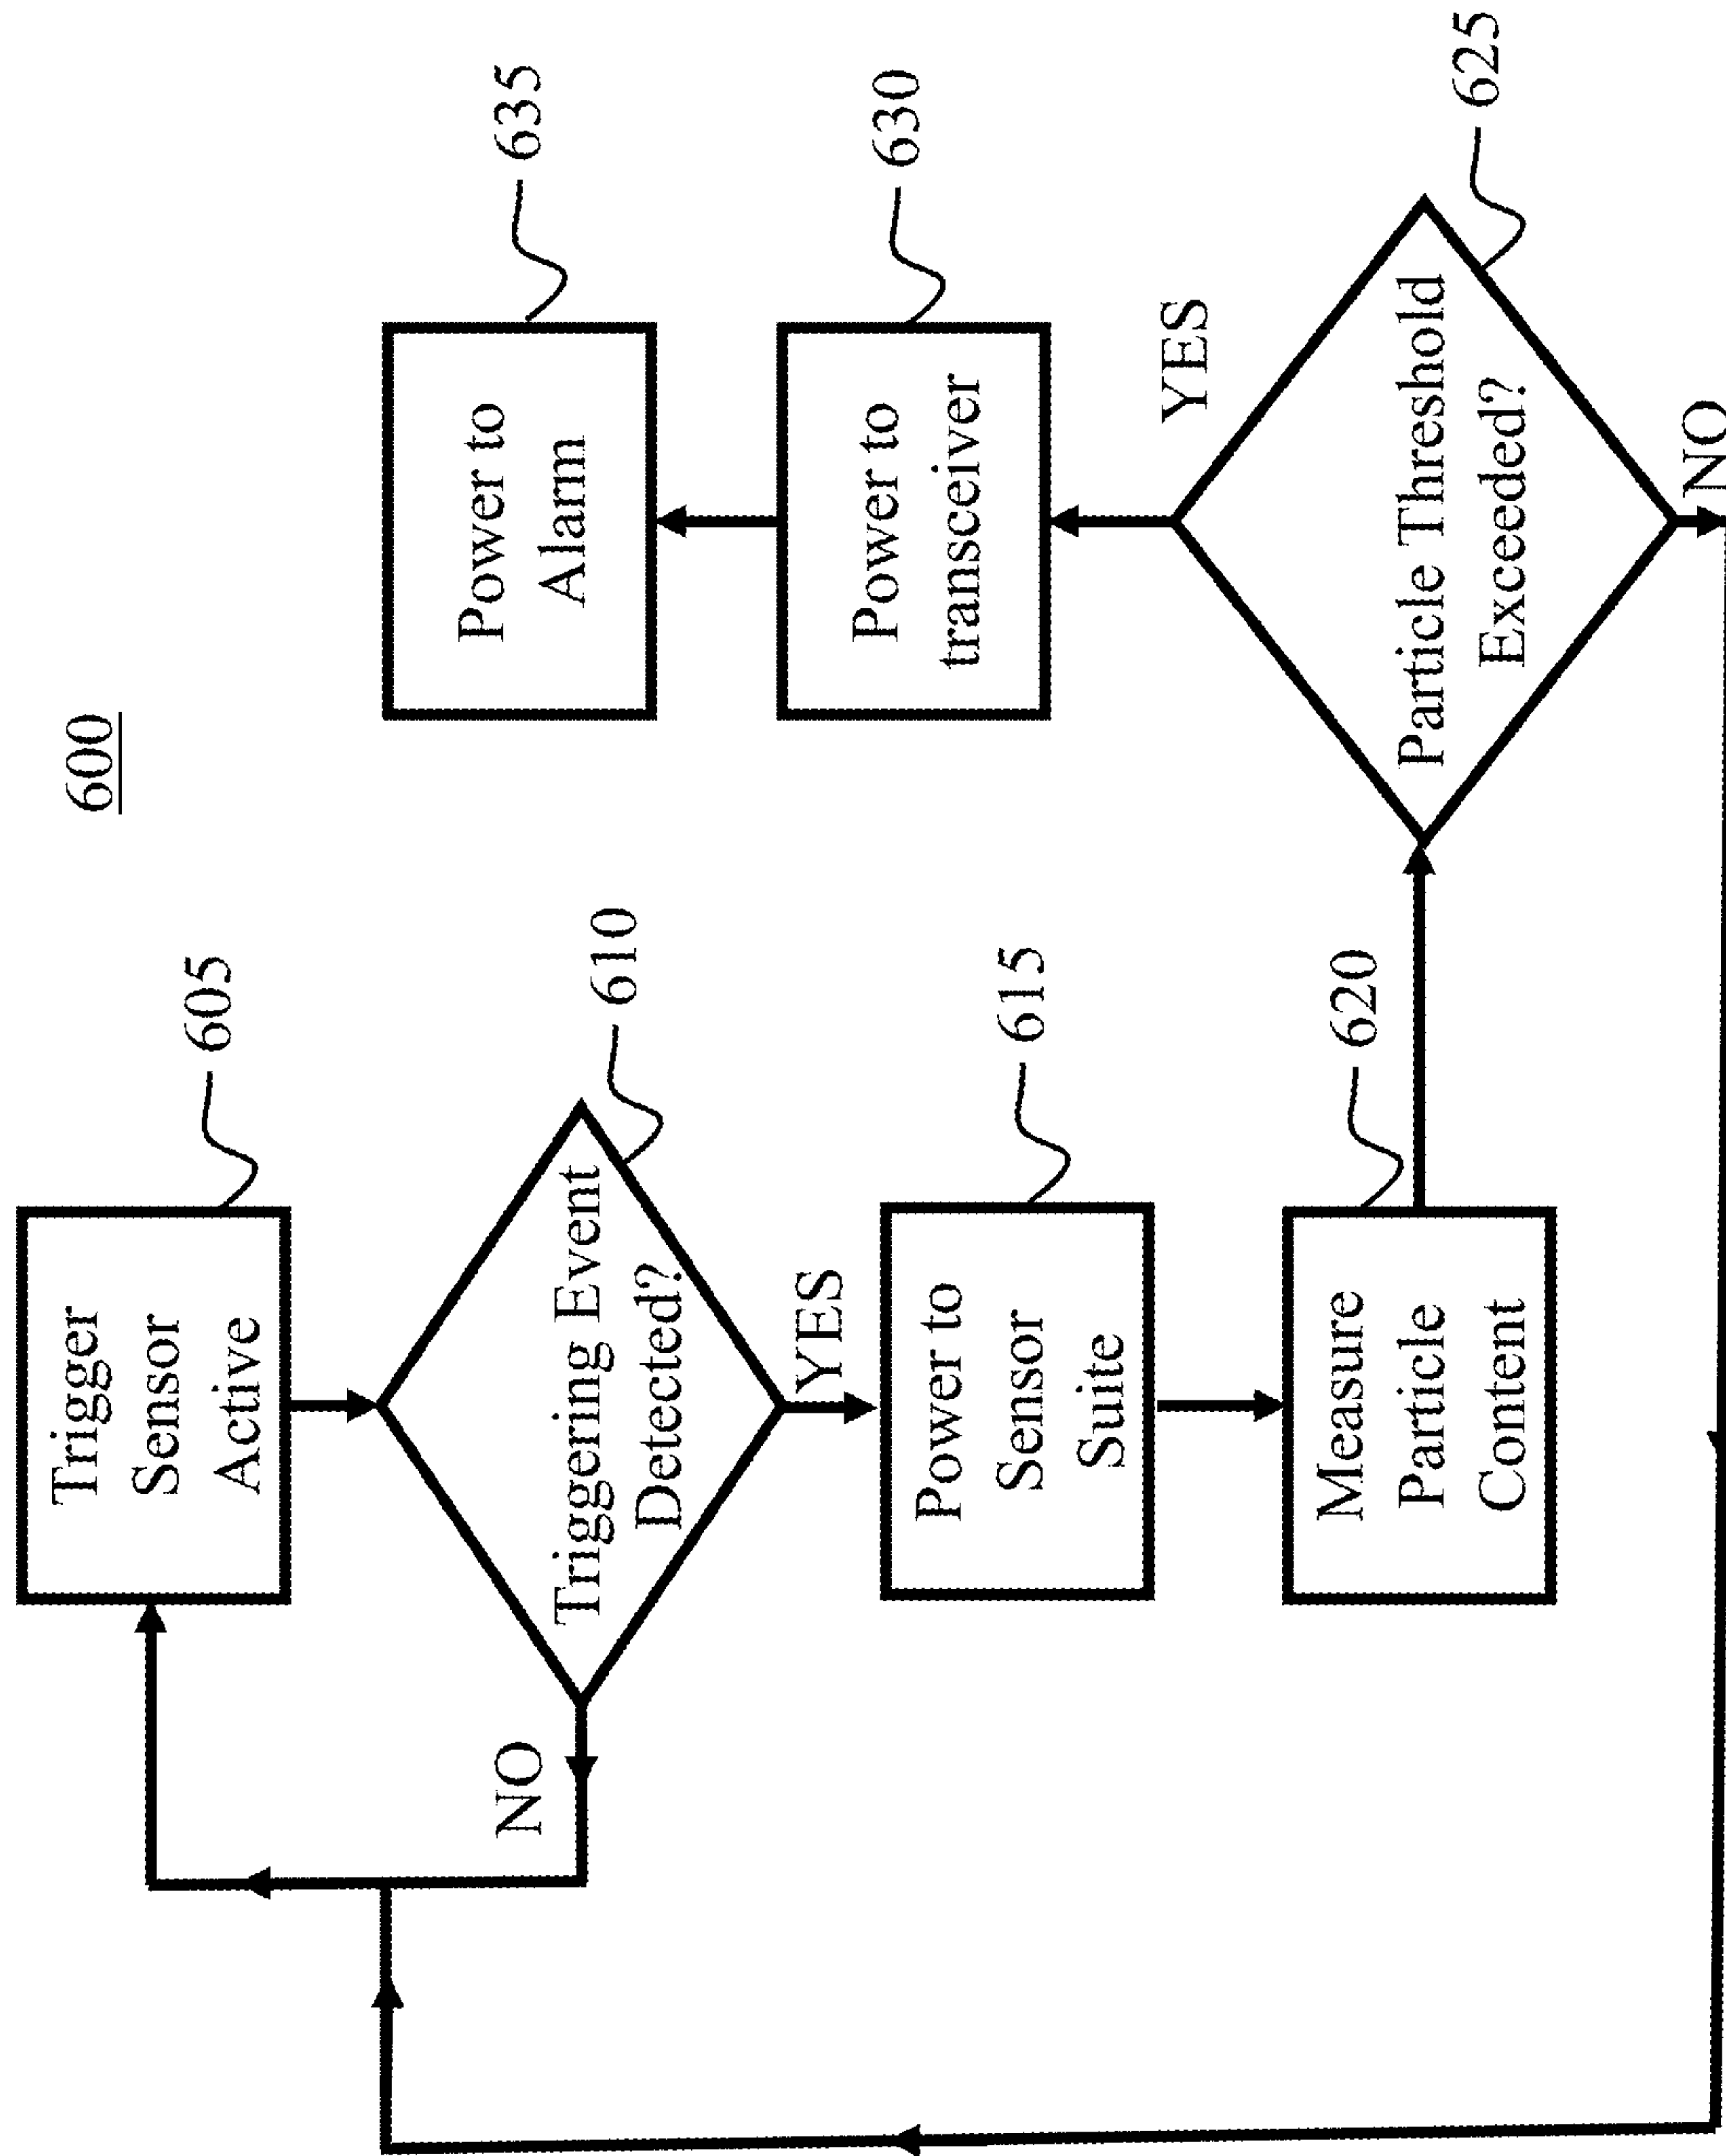 600
Trigger
Sensor
Active
605
Triggering Event
Detected?
610
NO
YES
Power to
Sensor
Suite
615
Measure
Particle
Content
620
Particle Threshold
Exceeded?
625
YES
NO
Power to
transceiver
630
Power to
Alarm
635